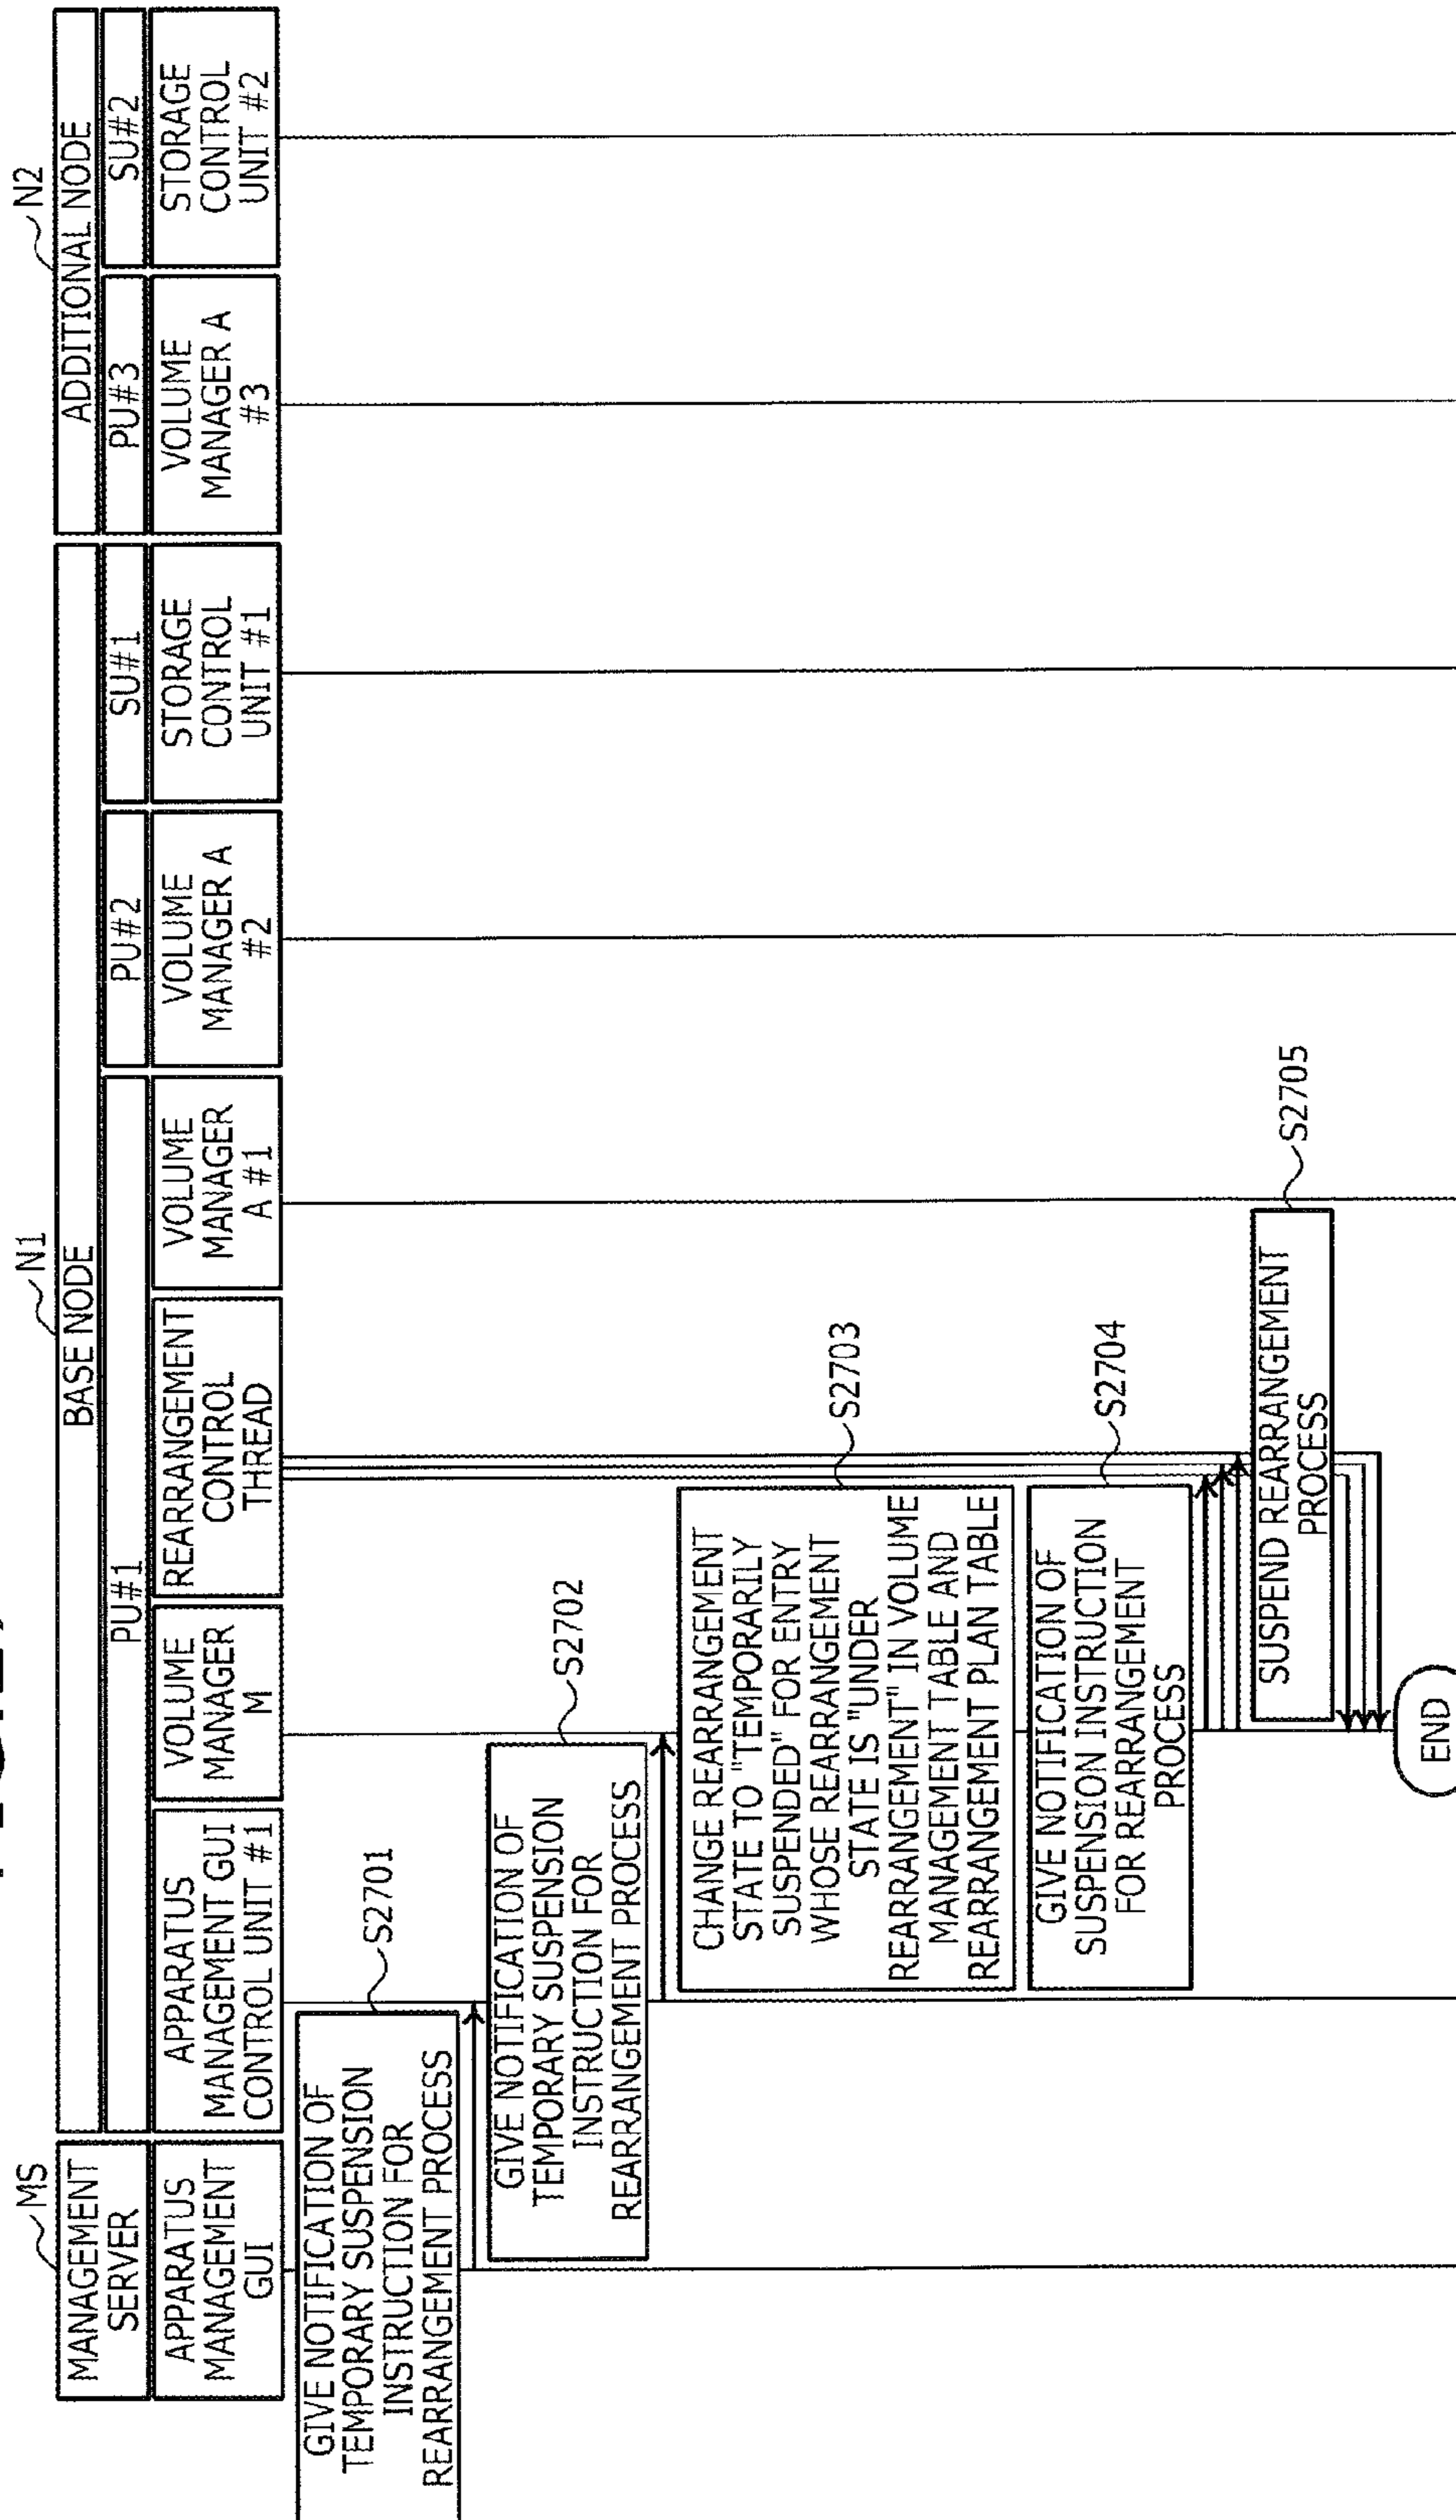 MS
N1
N2
MANAGEMENT
SERVER
BASE NODE
ADDITIONAL NODE
PU#1
PU#2
SU#1
PU#3
SU#2
APPARATUS
MANAGEMENT
GUI
APPARATUS
MANAGEMENT GUI
CONTROL UNIT #1
VOLUME
MANAGER
M
REARRANGEMENT
CONTROL
THREAD
VOLUME
MANAGER
A #1
VOLUME
MANAGER A
#2
STORAGE
CONTROL
UNIT #1
VOLUME
MANAGER A
#3
STORAGE
CONTROL
UNIT #2
GIVE NOTIFICATION OF
TEMPORARY SUSPENSION
INSTRUCTION FOR
REARRANGEMENT PROCESS
S2701
GIVE NOTIFICATION OF
TEMPORARY SUSPENSION
INSTRUCTION FOR
REARRANGEMENT PROCESS
S2702
CHANGE REARRANGEMENT
STATE TO "TEMPORARILY
SUSPENDED" FOR ENTRY
WHOSE REARRANGEMENT
STATE IS "UNDER
REARRANGEMENT" IN VOLUME
MANAGEMENT TABLE AND
REARRANGEMENT PLAN TABLE
S2703
GIVE NOTIFICATION OF
SUSPENSION INSTRUCTION
FOR REARRANGEMENT
PROCESS
S2704
SUSPEND REARRANGEMENT
PROCESS
S2705
END